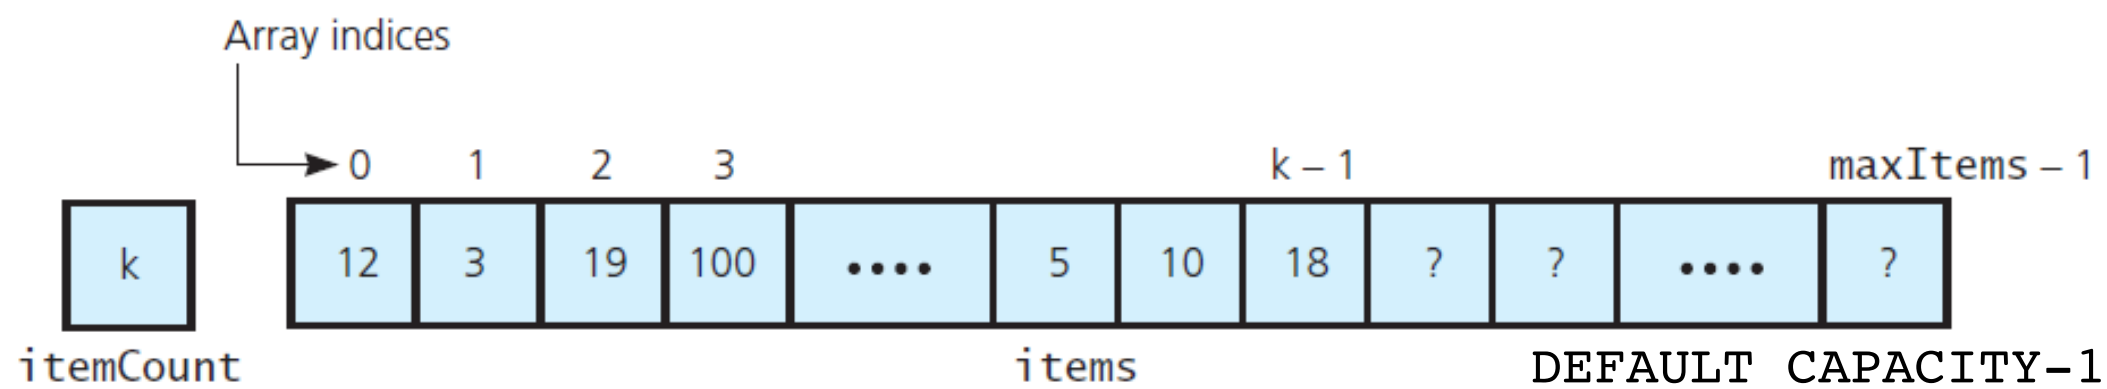 Array indices
0 1 2 3 k – 1 maxItems – 1
k 12 3 19 100 •••• 5 10 18 ? ? •••• ?
itemCount items DEFAULT CAPACITY-1